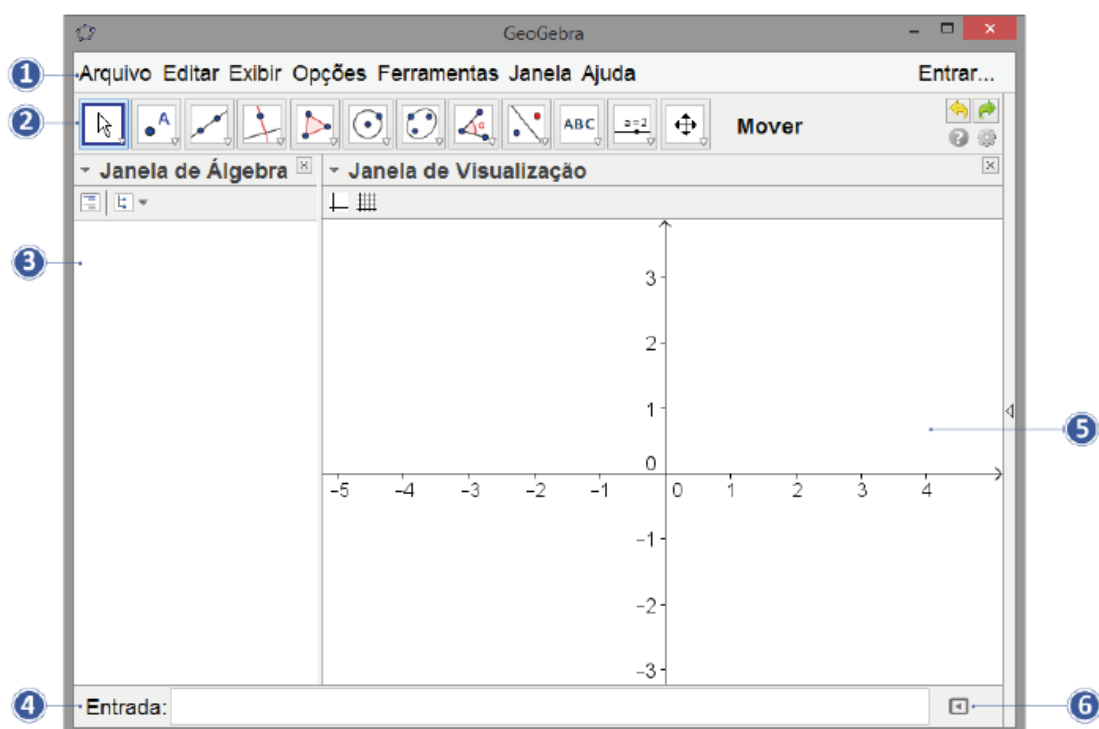 GeoGebra
1 Arquivo Editar Exibir Opções Ferramentas Janela Ajuda Entrar...
2 A α ABC a=2 Mover
Janela de Álgebra Janela de Visualização
3
3
2
1
5
0
-5 -4 -3 -2 -1 0 1 2 3 4
-1
-2
-3
4 Entrada: 6